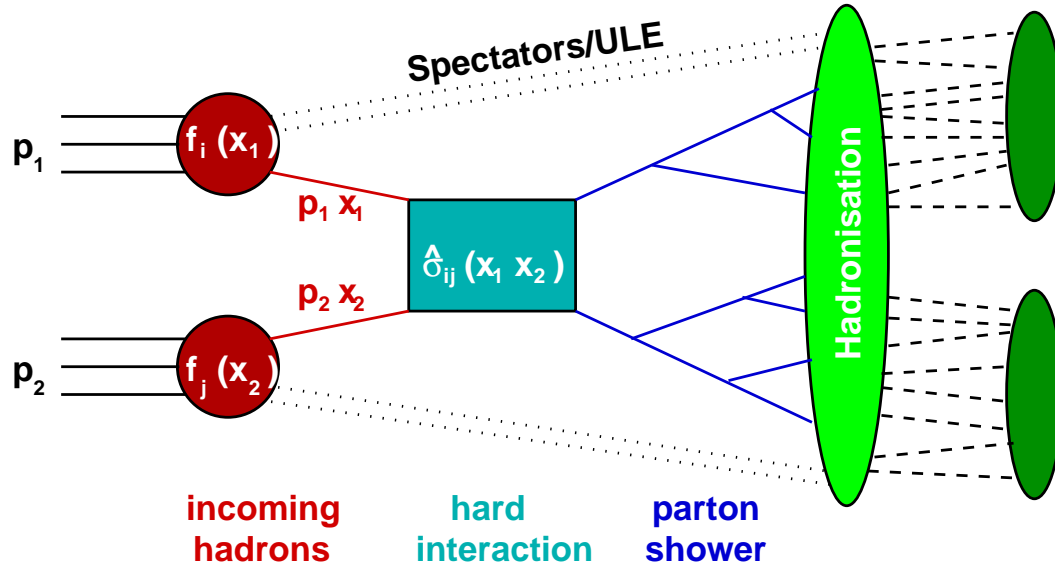 Spectators/ULE
p₁
fᵢ (x₁)
p₁ x₁
σ̂ᵢⱼ (x₁ x₂)
Hadronisation
p₂ x₂
p₂
fⱼ (x₂)
incoming
hadrons
hard
interaction
parton
shower